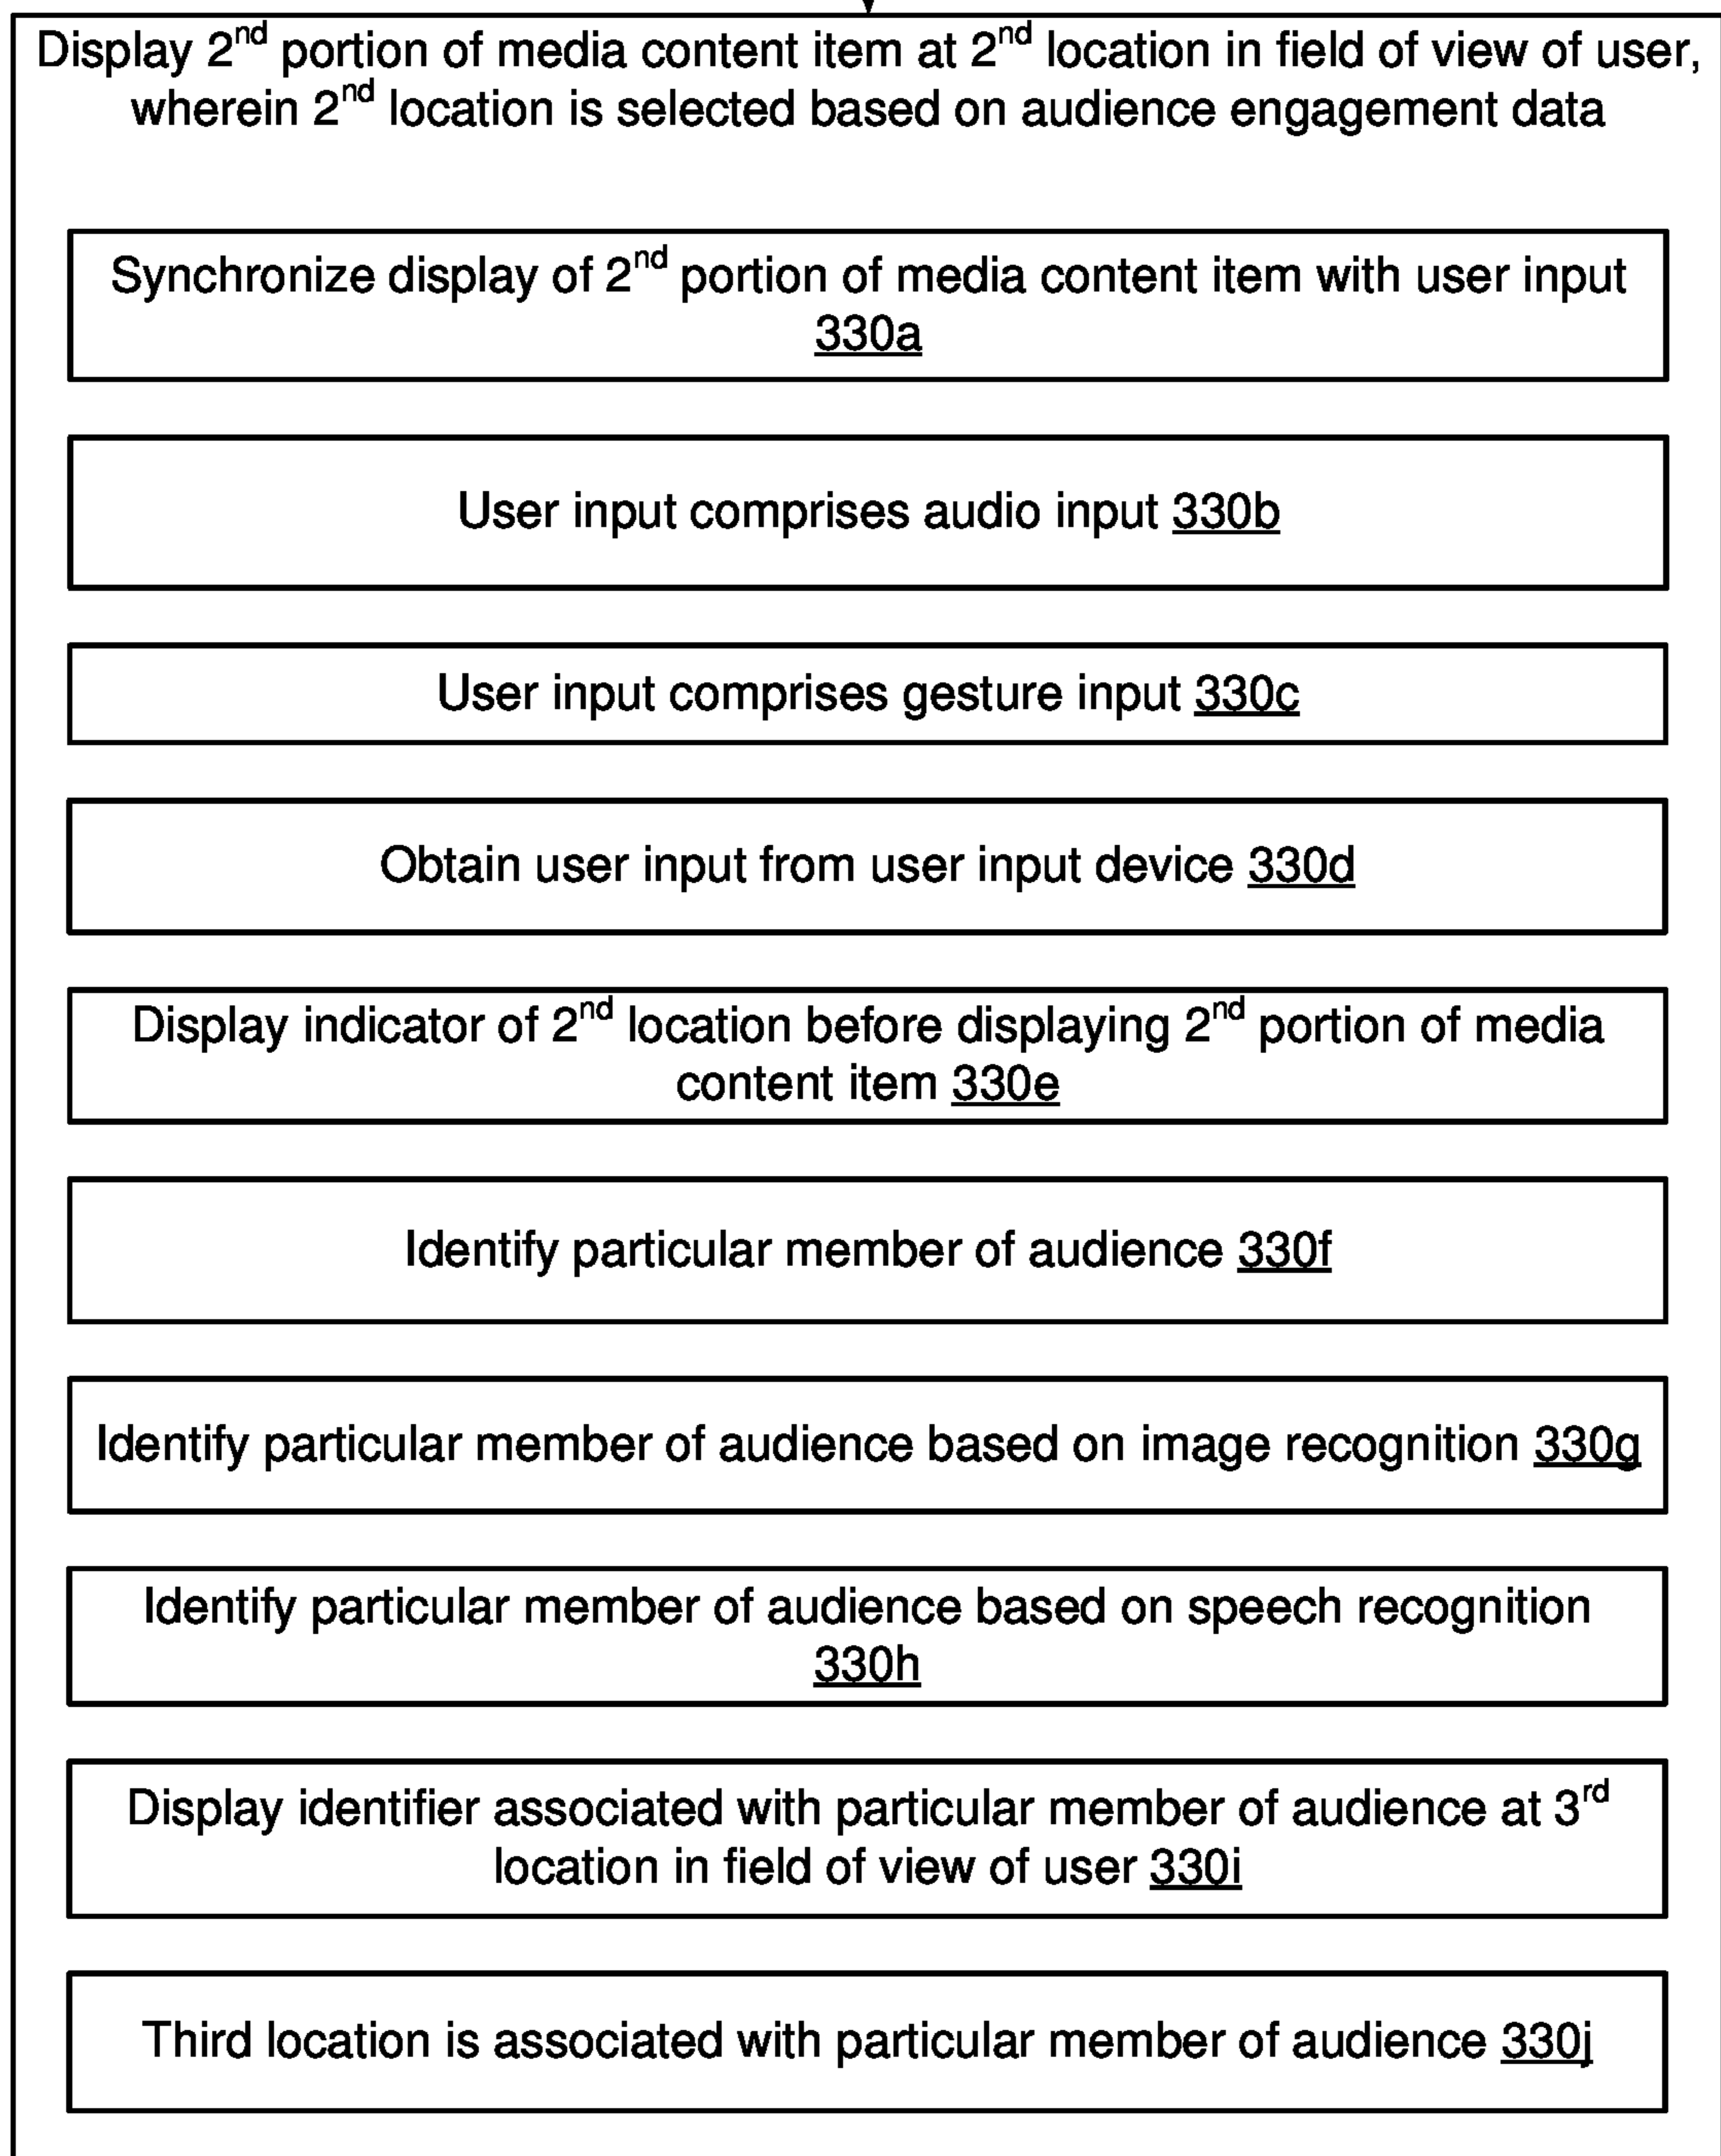 Display 2nd portion of media content item at 2nd location in field of view of user,
wherein 2nd location is selected based on audience engagement data
Synchronize display of 2nd portion of media content item with user input
330a
User input comprises audio input 330b
User input comprises gesture input 330c
Obtain user input from user input device 330d
Display indicator of 2nd location before displaying 2nd portion of media
content item 330e
Identify particular member of audience 330f
Identify particular member of audience based on image recognition 330g
Identify particular member of audience based on speech recognition
330h
Display identifier associated with particular member of audience at 3rd
location in field of view of user 330i
Third location is associated with particular member of audience 330j